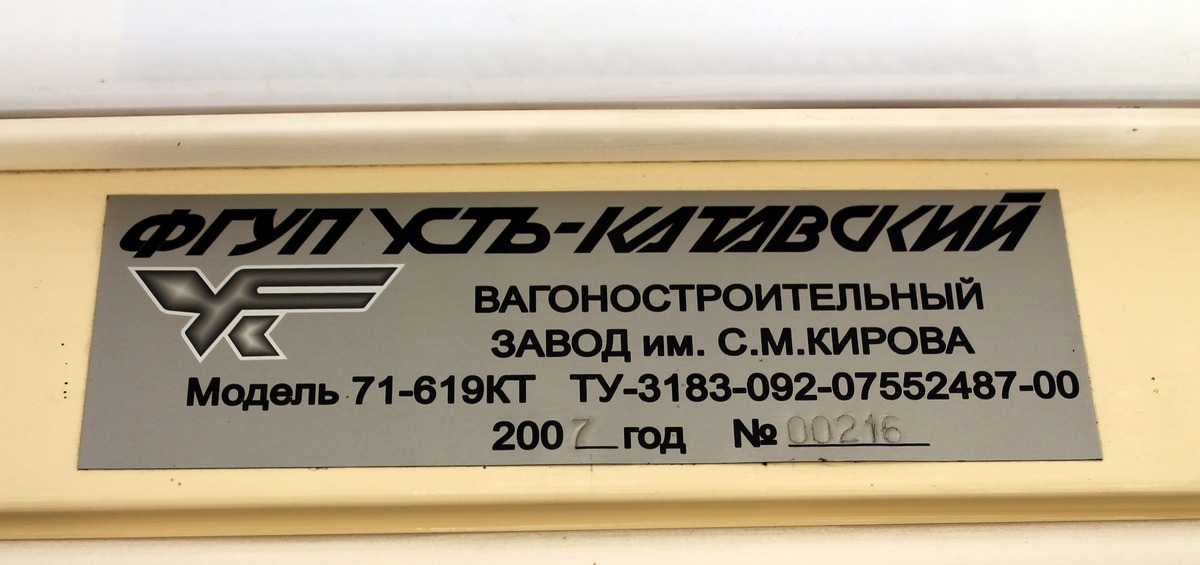 ФГУП УСТЬ-КАТАВСКИЙ
ВАГОНОСТРОИТЕЛЬНЫЙ
ЗАВОД им. С.М.КИРОВА
Модель 71-619КТ ТУ-3183-092-07552487-00
2007 год № 00216